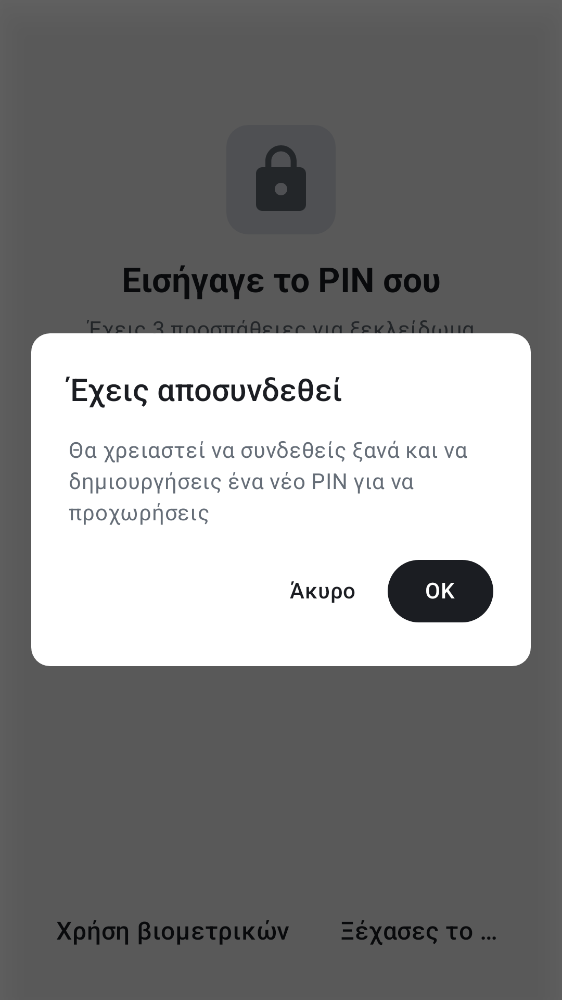 Εισήγαγε το PIN σου
Έχεις 3 προσπάθειες για ξεκλείδωμα
Έχεις αποσυνδεθεί
Θα χρειαστεί να συνδεθείς ξανά και να
δημιουργήσεις ένα νέο PIN για να
προχωρήσεις
Άκυρο
OK
Χρήση βιομετρικών
Ξέχασες το ...